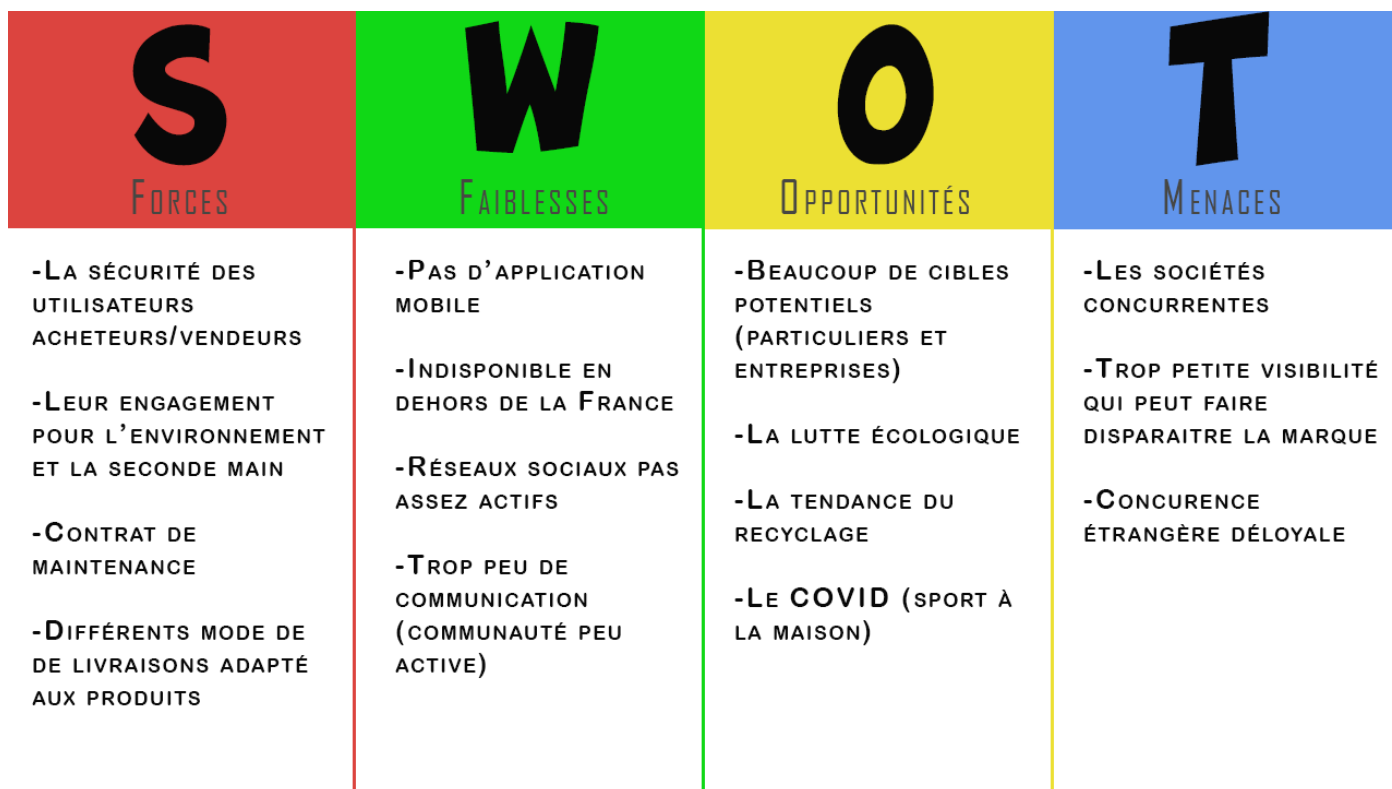 S
Forces
-La sécurité des
utilisateurs
acheteurs/vendeurs
-Leur engagement
pour l'environnement
et la seconde main
-Contrat de
maintenance
-Différents mode de
de livraisons adapté
aux produits
W
Faiblesses
-Pas d'application
mobile
-Indisponible en
dehors de la France
-Réseaux sociaux pas
assez actifs
-Trop peu de
communication
(communauté peu
active)
O
Opportunités
-Beaucoup de cibles
potentiels
(particuliers et
entreprises)
-La lutte écologique
-La tendance du
recyclage
-Le COVID (sport à
la maison)
T
Menaces
-Les sociétés
concurrentes
-Trop petite visibilité
qui peut faire
disparaitre la marque
-Concurence
étrangère déloyale